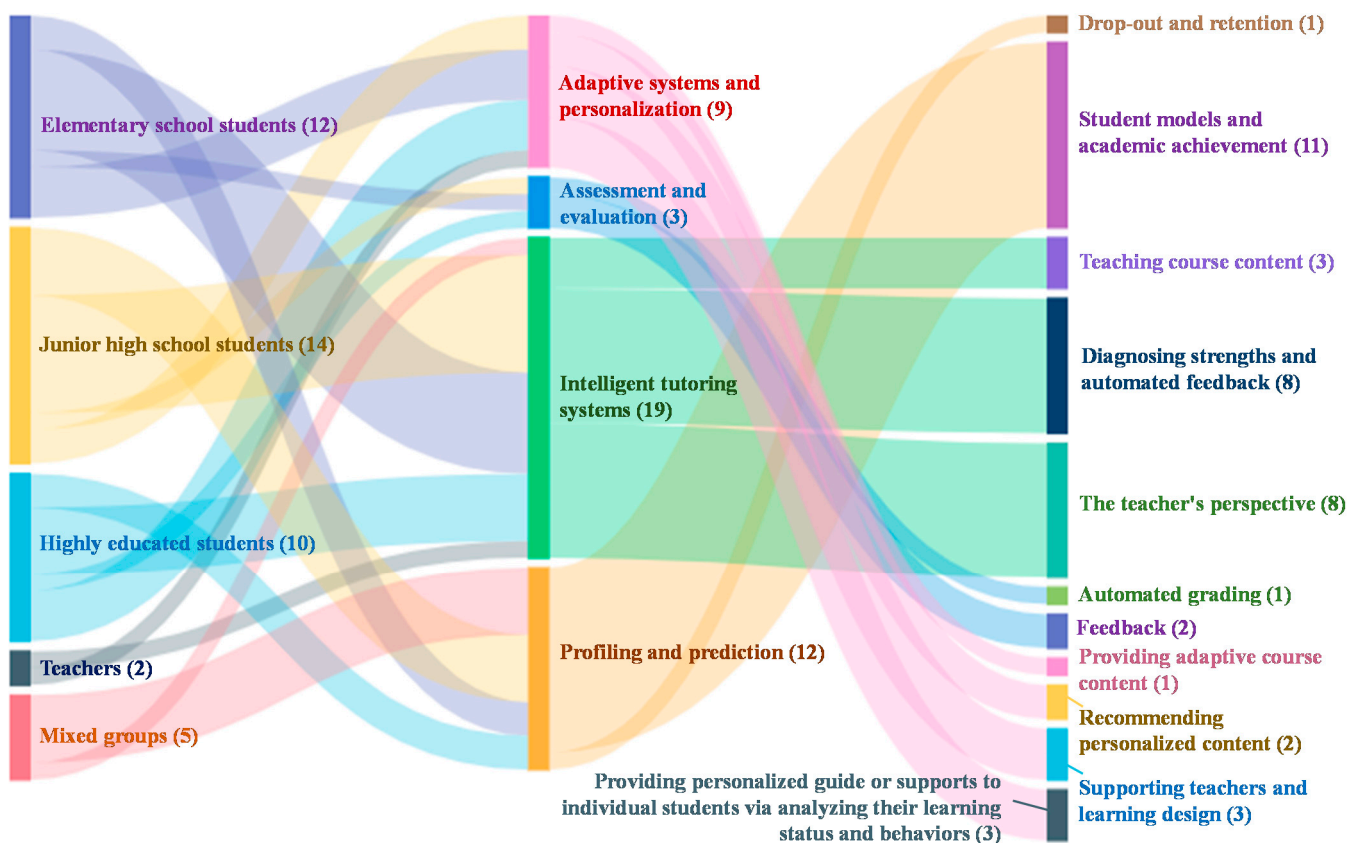 Elementary school students (12)
Junior high school students (14)
Highly educated students (10)
Teachers (2)
Mixed groups (5)
Adaptive systems and
personalization (9)
Assessment and
evaluation (3)
Intelligent tutoring
systems (19)
Profiling and prediction (12)
Drop-out and retention (1)
Student models and
academic achievement (11)
Teaching course content (3)
Diagnosing strengths and
automated feedback (8)
The teacher's perspective (8)
Automated grading (1)
Feedback (2)
Providing adaptive course
content (1)
Recommending
personalized content (2)
Supporting teachers and
learning design (3)
Providing personalized guide or supports to
individual students via analyzing their learning
status and behaviors (3)